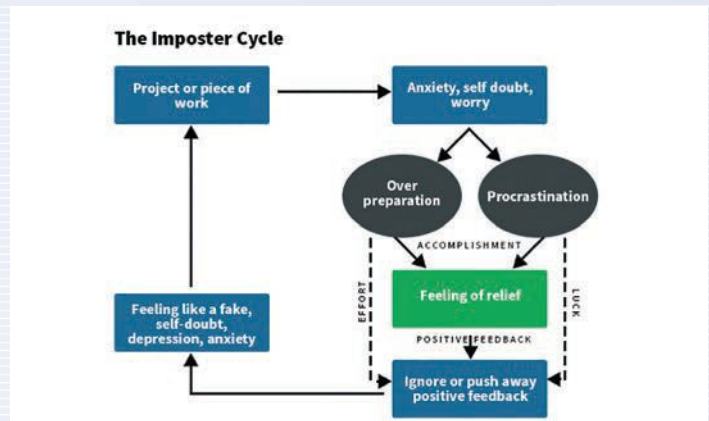 The Imposter Cycle
Project or piece of
work
Anxiety, self doubt,
worry
Over
preparation
Procrastination
ACCOMPLISHMENT
EFFORT
Feeling of relief
LUCK
POSITIVE FEEDBACK
Ignore or push away
positive feedback
Feeling like a fake,
self-doubt,
depression, anxiety